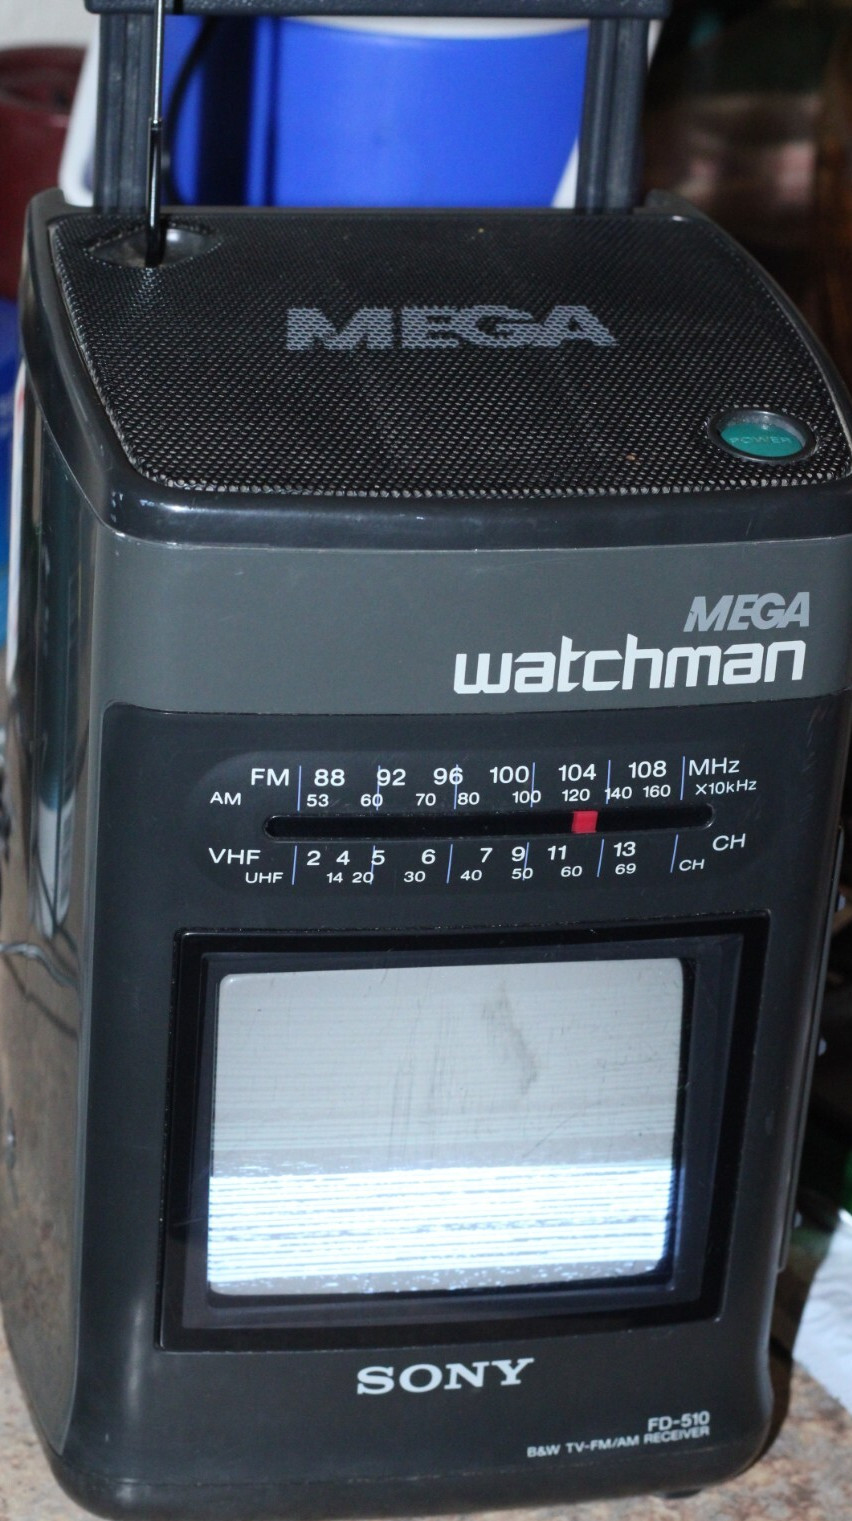 MEGA
POWER
MEGA
watchman
FM 88 92 96 100 104 108 MHz
AM 53 60 70 80 100 120 140 160 X10kHz
VHF 2 4 5 6 7 9 11 13 CH
UHF 14 20 30 40 50 60 69 CH
SONY
FD-510
B&W TV-FM/AM RECEIVER